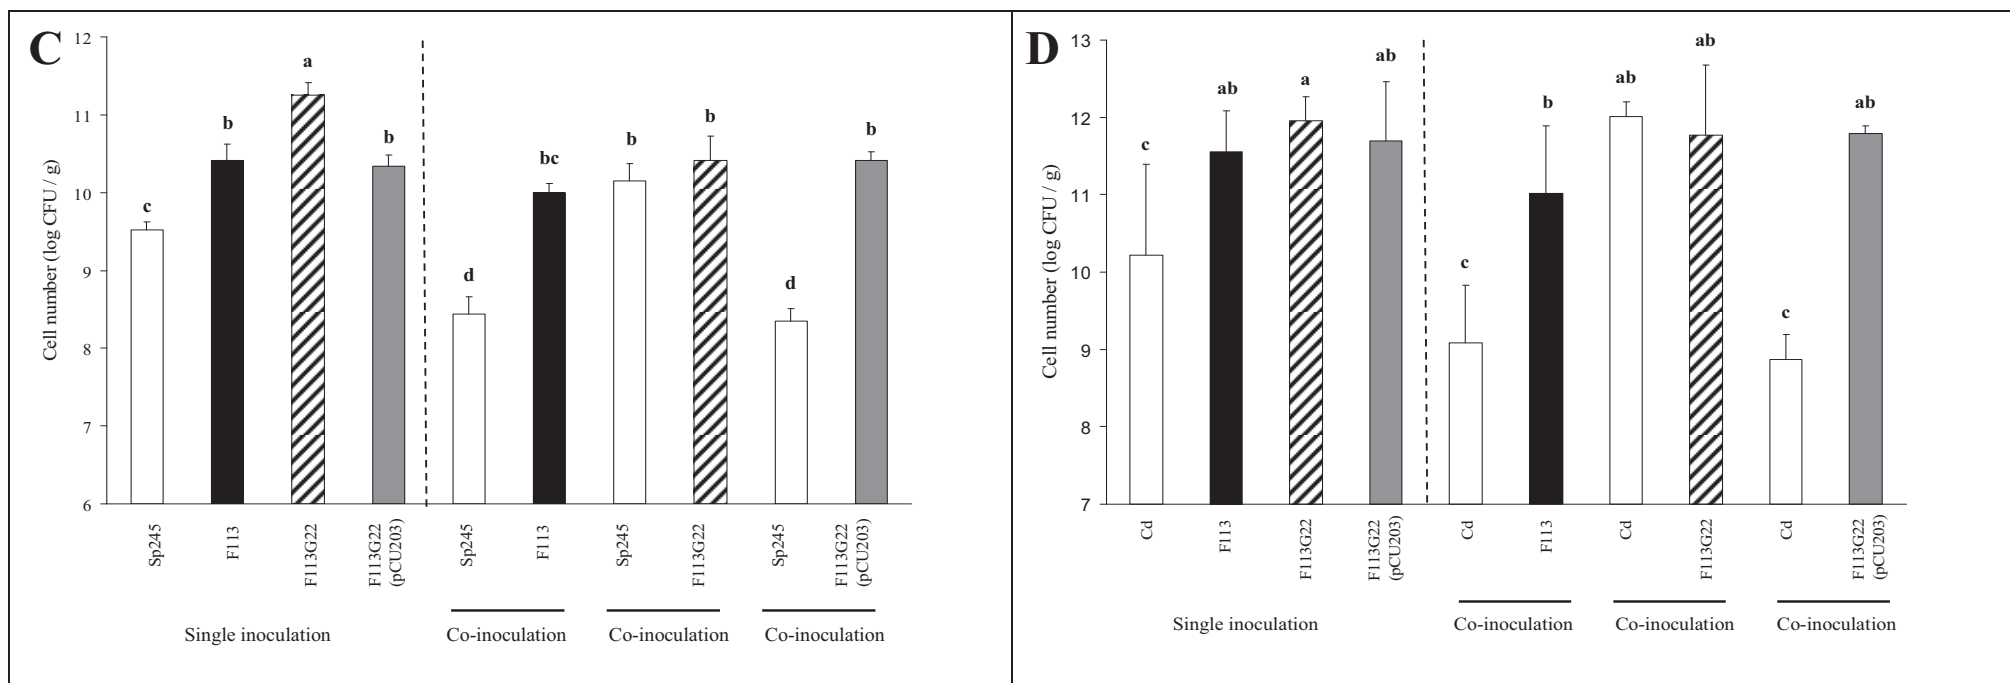 C
Cell number (log CFU / g)
12
11
10
9
8
7
6
c
b
a
b
d
bc
b
b
d
b
Sp245
F113
F113G22
F113G22
(pCU203)
Sp245
F113
Sp245
F113G22
Sp245
F113G22
(pCU203)
Single inoculation
Co-inoculation
Co-inoculation
Co-inoculation
D
Cell number (log CFU / g)
13
12
11
10
9
8
7
c
ab
a
ab
c
b
ab
ab
c
ab
Cd
F113
F113G22
F113G22
(pCU203)
Cd
F113
Cd
F113G22
Cd
F113G22
(pCU203)
Single inoculation
Co-inoculation
Co-inoculation
Co-inoculation